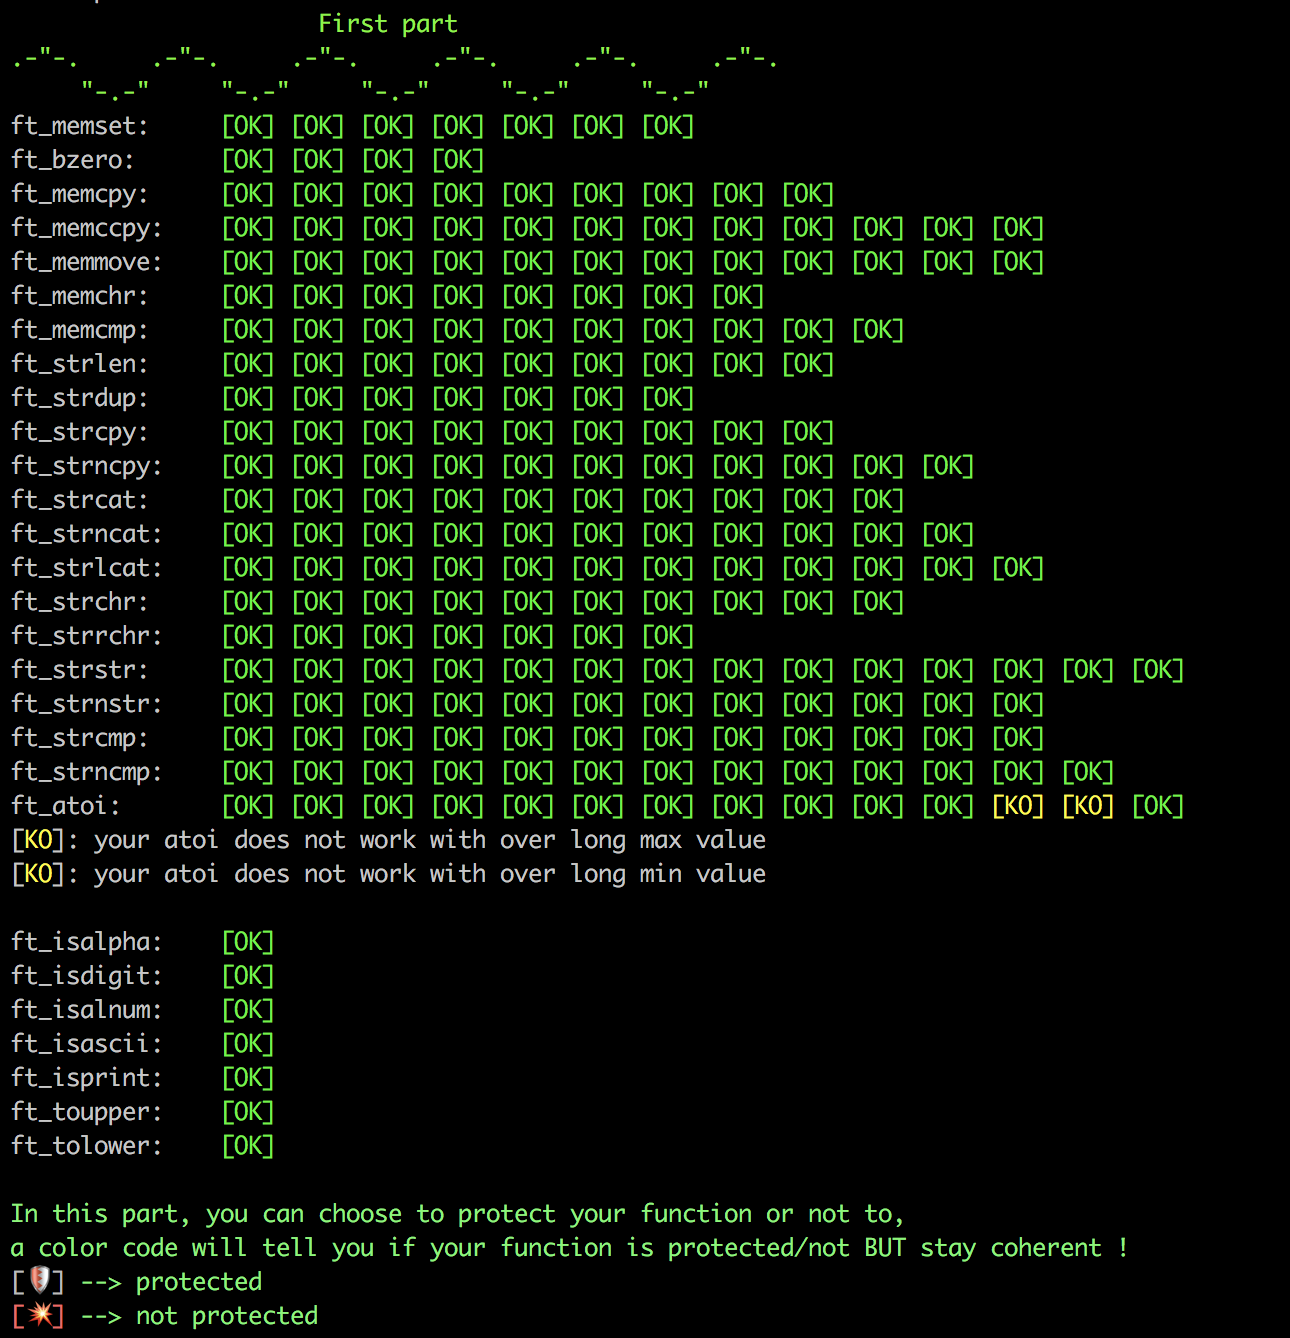 First part
.-"-.     .-"-.     .-"-.     .-"-.     .-"-.     .-"-.
     "-.-"     "-.-"     "-.-"     "-.-"     "-.-"
ft_memset: [OK] [OK] [OK] [OK] [OK] [OK] [OK]
ft_bzero: [OK] [OK] [OK] [OK]
ft_memcpy: [OK] [OK] [OK] [OK] [OK] [OK] [OK] [OK] [OK]
ft_memccpy: [OK] [OK] [OK] [OK] [OK] [OK] [OK] [OK] [OK] [OK] [OK] [OK]
ft_memmove: [OK] [OK] [OK] [OK] [OK] [OK] [OK] [OK] [OK] [OK] [OK] [OK]
ft_memchr: [OK] [OK] [OK] [OK] [OK] [OK] [OK] [OK]
ft_memcmp: [OK] [OK] [OK] [OK] [OK] [OK] [OK] [OK] [OK] [OK]
ft_strlen: [OK] [OK] [OK] [OK] [OK] [OK] [OK] [OK] [OK]
ft_strdup: [OK] [OK] [OK] [OK] [OK] [OK] [OK]
ft_strcpy: [OK] [OK] [OK] [OK] [OK] [OK] [OK] [OK] [OK]
ft_strncpy: [OK] [OK] [OK] [OK] [OK] [OK] [OK] [OK] [OK] [OK] [OK]
ft_strcat: [OK] [OK] [OK] [OK] [OK] [OK] [OK] [OK] [OK] [OK]
ft_strncat: [OK] [OK] [OK] [OK] [OK] [OK] [OK] [OK] [OK] [OK] [OK]
ft_strlcat: [OK] [OK] [OK] [OK] [OK] [OK] [OK] [OK] [OK] [OK] [OK] [OK]
ft_strchr: [OK] [OK] [OK] [OK] [OK] [OK] [OK] [OK] [OK] [OK]
ft_strrchr: [OK] [OK] [OK] [OK] [OK] [OK] [OK]
ft_strstr: [OK] [OK] [OK] [OK] [OK] [OK] [OK] [OK] [OK] [OK] [OK] [OK] [OK] [OK]
ft_strnstr: [OK] [OK] [OK] [OK] [OK] [OK] [OK] [OK] [OK] [OK] [OK] [OK]
ft_strcmp: [OK] [OK] [OK] [OK] [OK] [OK] [OK] [OK] [OK] [OK] [OK] [OK]
ft_strncmp: [OK] [OK] [OK] [OK] [OK] [OK] [OK] [OK] [OK] [OK] [OK] [OK] [OK]
ft_atoi: [OK] [OK] [OK] [OK] [OK] [OK] [OK] [OK] [OK] [OK] [OK] [KO] [KO] [OK]
[KO]: your atoi does not work with over long max value
[KO]: your atoi does not work with over long min value
ft_isalpha: [OK]
ft_isdigit: [OK]
ft_isalnum: [OK]
ft_isascii: [OK]
ft_isprint: [OK]
ft_toupper: [OK]
ft_tolower: [OK]
In this part, you can choose to protect your function or not to,
a color code will tell you if your function is protected/not BUT stay coherent !
[🛡] --> protected
[💥] --> not protected